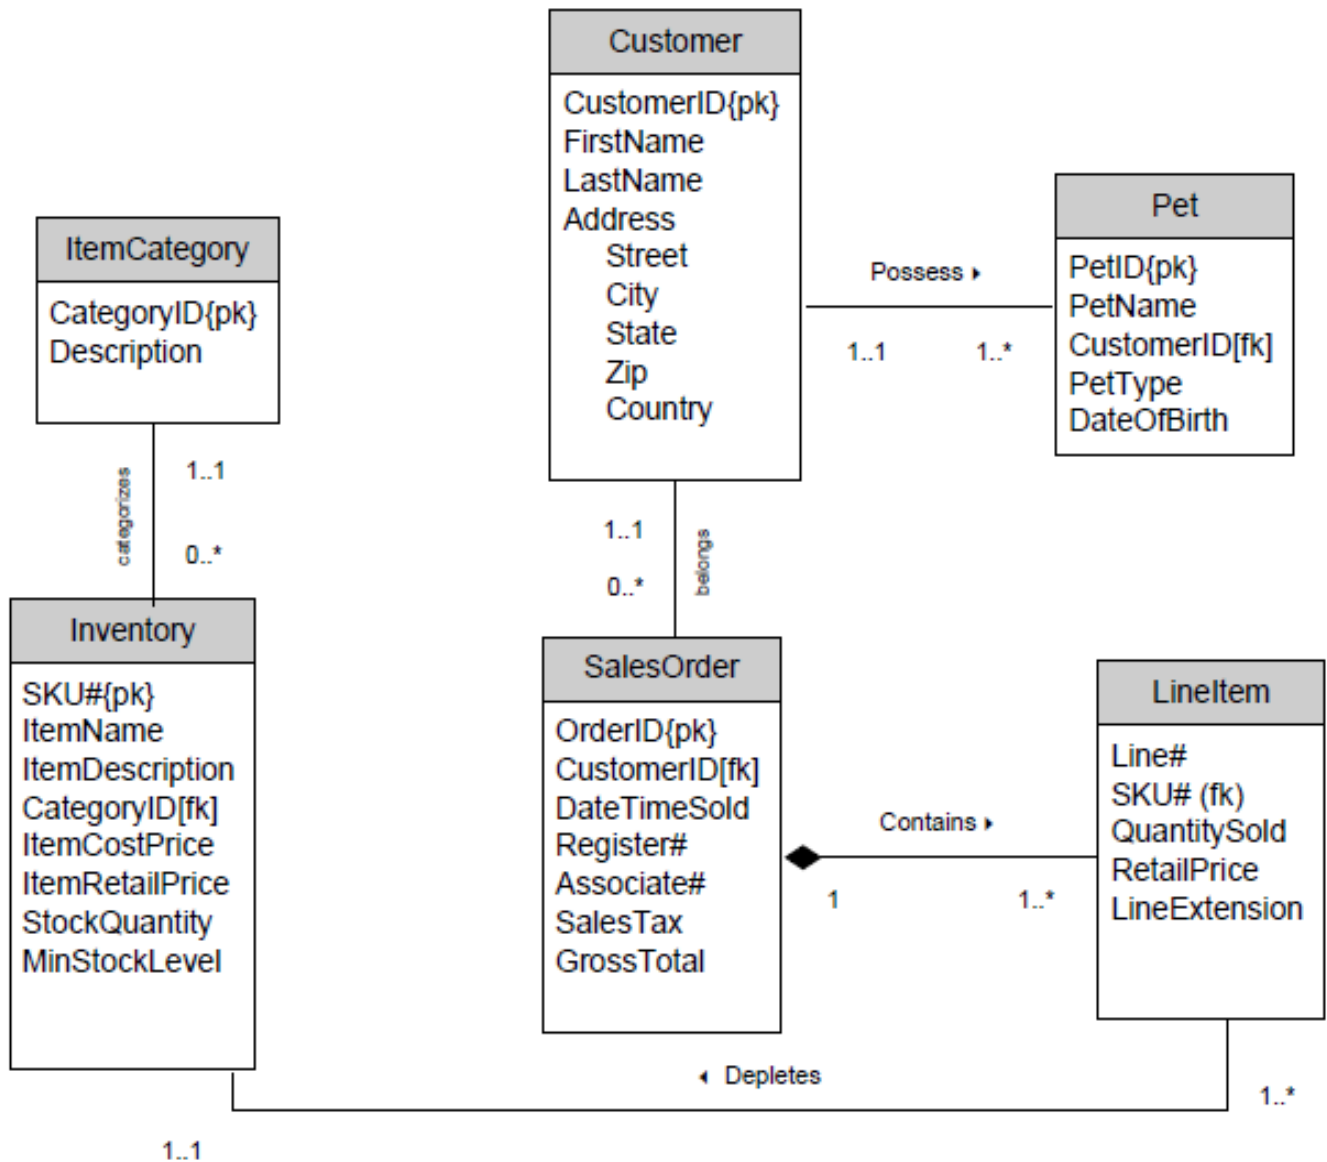 Customer
CustomerID{pk}
FirstName
LastName
Address
Street
City
State
Zip
Country
Pet
PetID{pk}
PetName
CustomerID[fk]
PetType
DateOfBirth
Possess
1..1
1..*
ItemCategory
CategoryID{pk}
Description
categorizes
1..1
0..*
1..1
0..*
belongs
Inventory
SKU#{pk}
ItemName
ItemDescription
CategoryID[fk]
ItemCostPrice
ItemRetailPrice
StockQuantity
MinStockLevel
SalesOrder
OrderID{pk}
CustomerID[fk]
DateTimeSold
Register#
Associate#
SalesTax
GrossTotal
Contains
1
1..*
LineItem
Line#
SKU# (fk)
QuantitySold
RetailPrice
LineExtension
Depletes
1..*
1..1